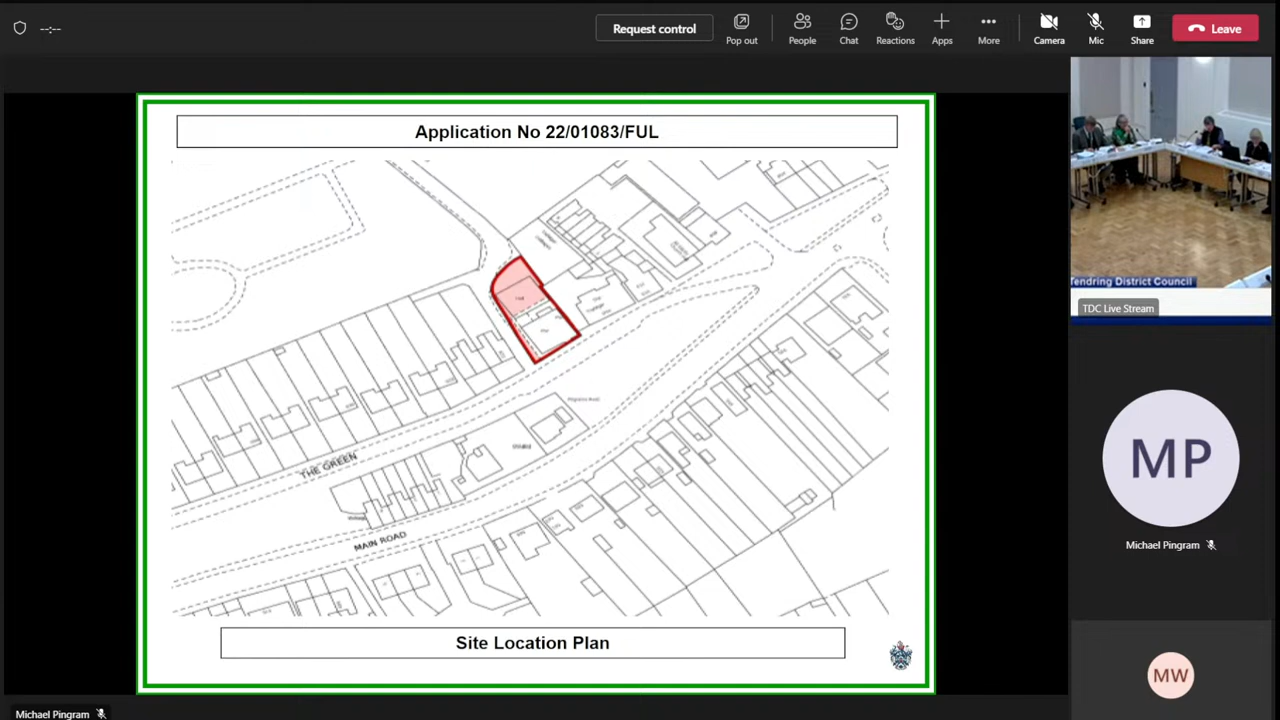 --:--
Request control
Pop out
People
Chat
Reactions
Apps
More
Camera
Mic
Share
Leave
Application No 22/01083/FUL
THE GREEN
MAIN ROAD
Site Location Plan
Tendring District Council
TDC Live Stream
MP
Michael Pingram
MW
Michael Pingram